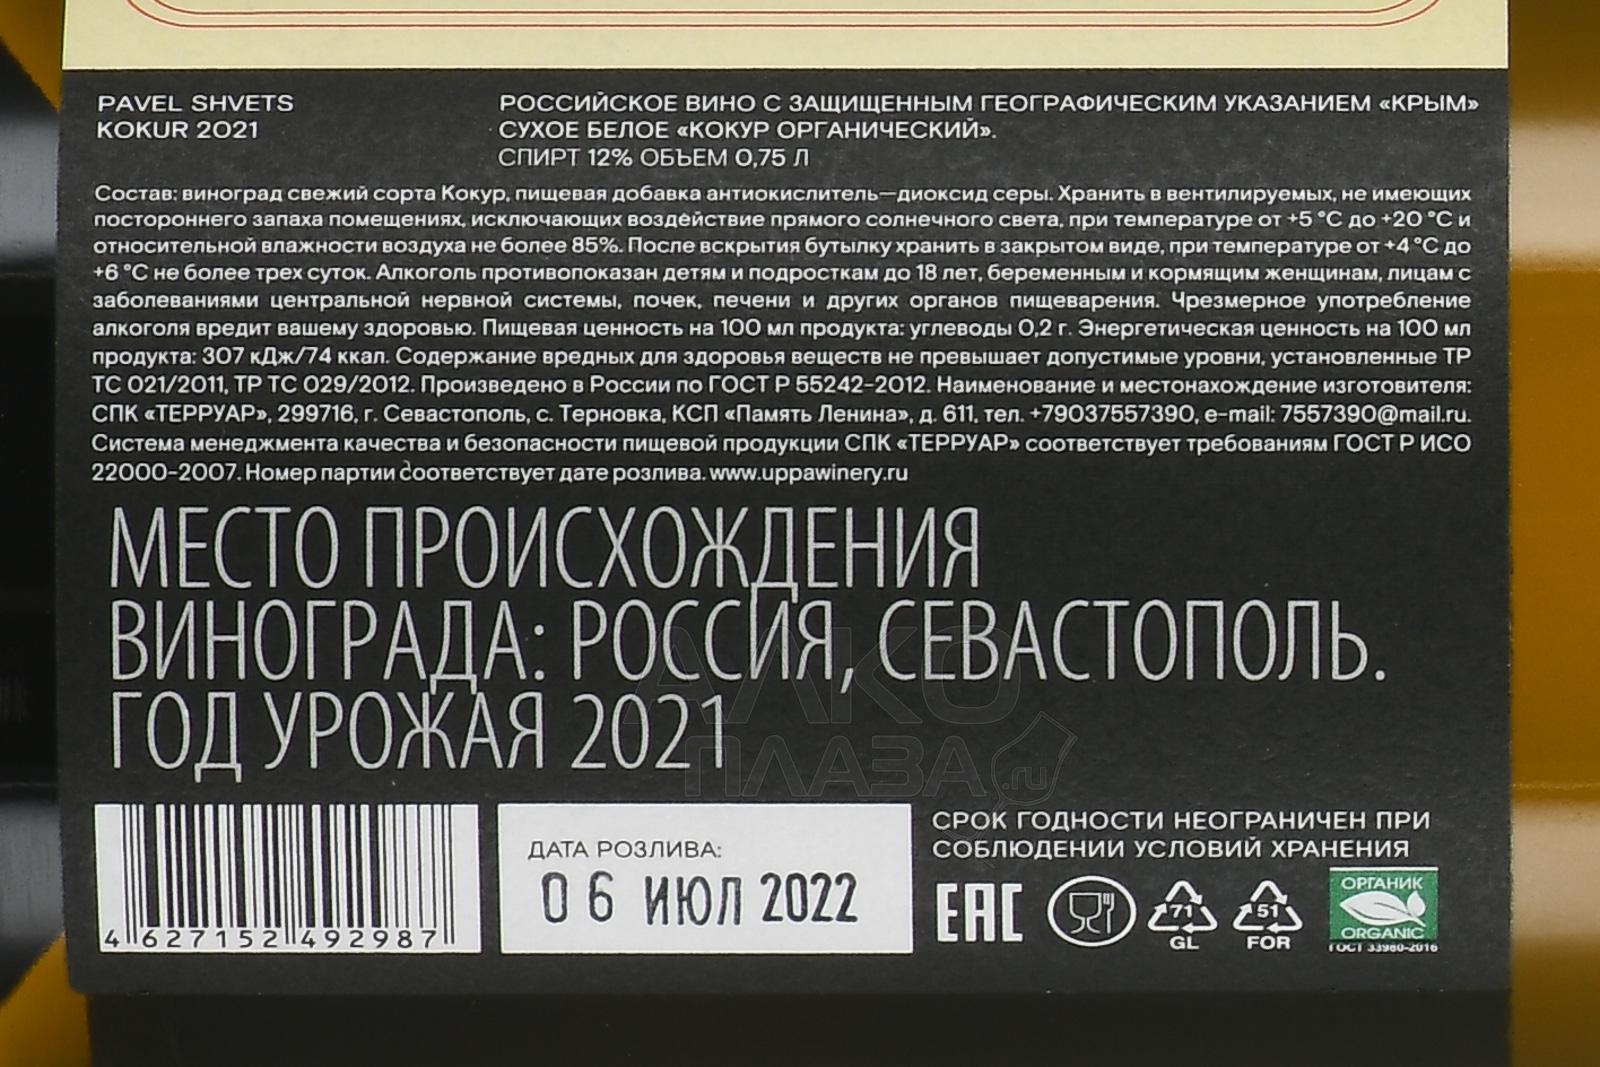 PAVEL SHVETS
KOKUR 2021
РОССИЙСКОЕ ВИНО С ЗАЩИЩЕННЫМ ГЕОГРАФИЧЕСКИМ УКАЗАНИЕМ «КРЫМ»
СУХОЕ БЕЛОЕ «КОКУР ОРГАНИЧЕСКИЙ».
СПИРТ 12% ОБЪЕМ 0,75 Л
Состав: виноград свежий сорта Кокур, пищевая добавка антиокислитель—диоксид серы. Хранить в вентилируемых, не имеющих
постороннего запаха помещениях, исключающих воздействие прямого солнечного света, при температуре от +5 °С до +20 °С и
относительной влажности воздуха не более 85%. После вскрытия бутылку хранить в закрытом виде, при температуре от +4 °С до
+6 °С не более трех суток. Алкоголь противопоказан детям и подросткам до 18 лет, беременным и кормящим женщинам, лицам с
заболеваниями центральной нервной системы, почек, печени и других органов пищеварения. Чрезмерное употребление
алкоголя вредит вашему здоровью. Пищевая ценность на 100 мл продукта: углеводы 0,2 г. Энергетическая ценность на 100 мл
продукта: 307 кДж/74 ккал. Содержание вредных для здоровья веществ не превышает допустимые уровни, установленные ТР
ТС 021/2011, ТР ТС 029/2012. Произведено в России по ГОСТ Р 55242-2012. Наименование и местонахождение изготовителя:
СПК «ТЕРРУАР», 299716, г. Севастополь, с. Терновка, КСП «Память Ленина», д. 611, тел. +79037557390, e-mail: 7557390@mail.ru.
Система менеджмента качества и безопасности пищевой продукции СПК «ТЕРРУАР» соответствует требованиям ГОСТ Р ИСО
22000-2007. Номер партии соответствует дате розлива. www.uppawinery.ru
МЕСТО ПРОИСХОЖДЕНИЯ
ВИНОГРАДА: РОССИЯ, СЕВАСТОПОЛЬ.
ГОД УРОЖАЯ 2021
АЛКО
ПЛАЗА.ru
4 627152 492987
ДАТА РОЗЛИВА:
06 ИЮЛ 2022
СРОК ГОДНОСТИ НЕОГРАНИЧЕН ПРИ
СОБЛЮДЕНИИ УСЛОВИЙ ХРАНЕНИЯ
EAC
71
GL
51
FOR
ОРГАНИК
ORGANIC
ГОСТ 33980-2016